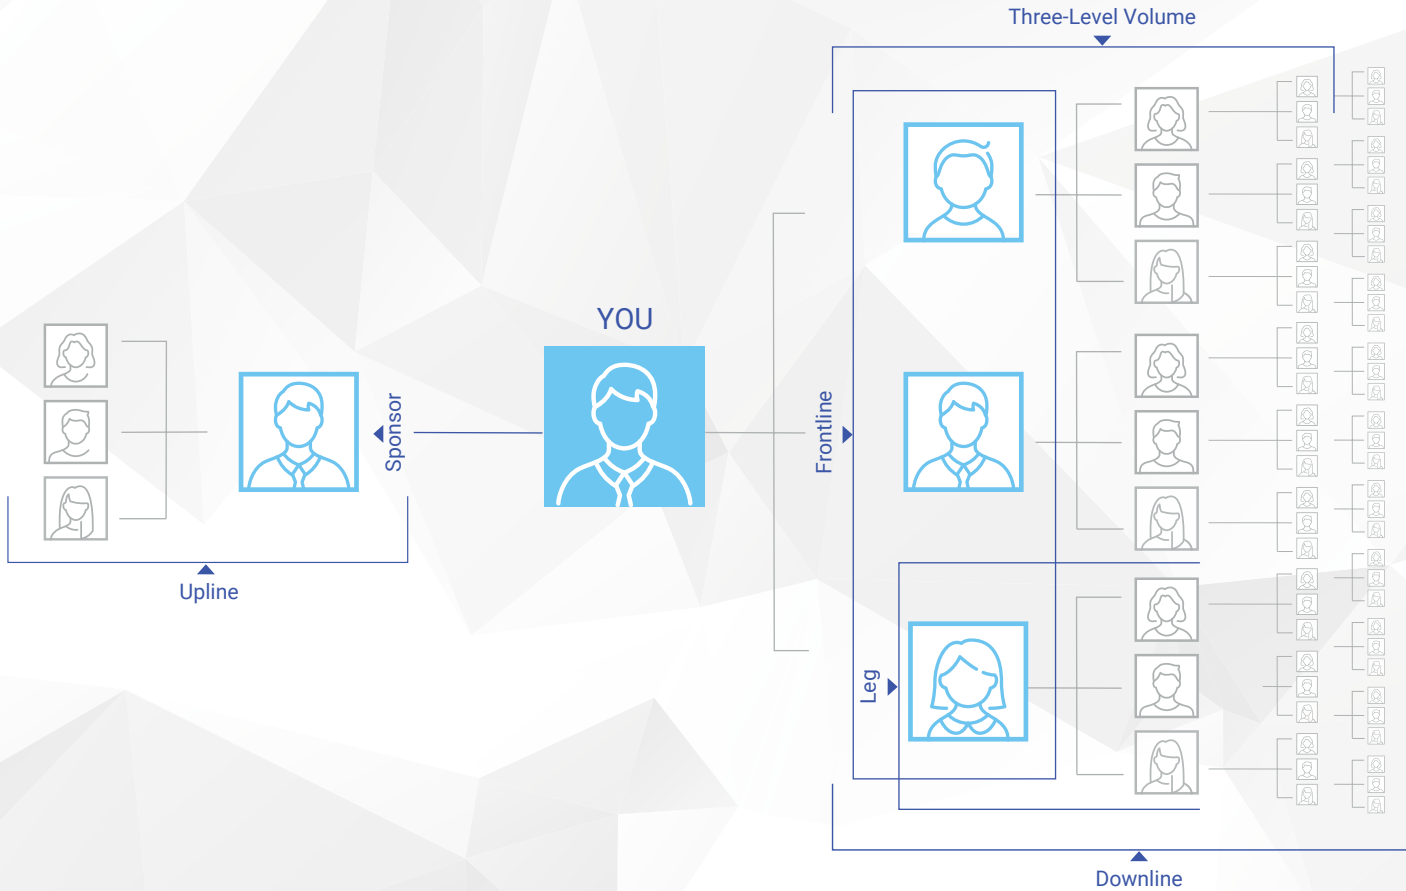 Three-Level Volume
YOU
Sponsor
Frontline
Upline
Leg
Downline